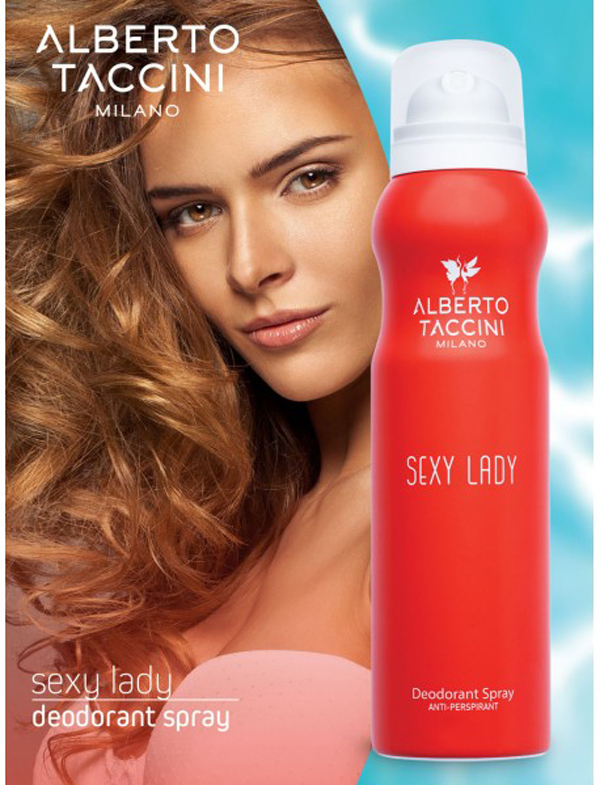 ALBERTO
TACCINI
MILANO
ALBERTO
TACCINI
MILANO
SEXY LADY
Deodorant Spray
ANTI-PERSPIRANT
sexy lady
deodorant spray